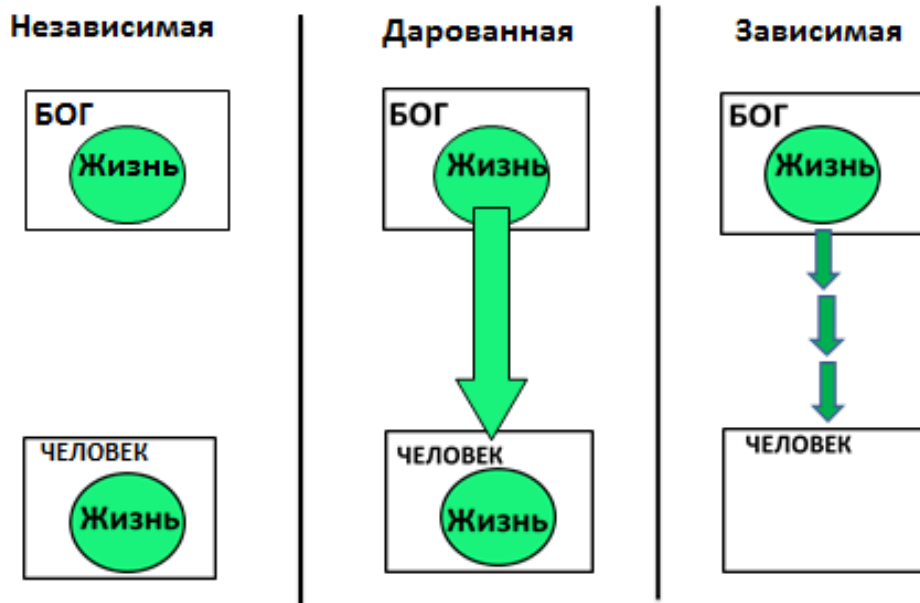 Независимая
БОГ
Жизнь
ЧЕЛОВЕК
Жизнь
Дарованная
БОГ
Жизнь
ЧЕЛОВЕК
Жизнь
Зависимая
БОГ
Жизнь
ЧЕЛОВЕК